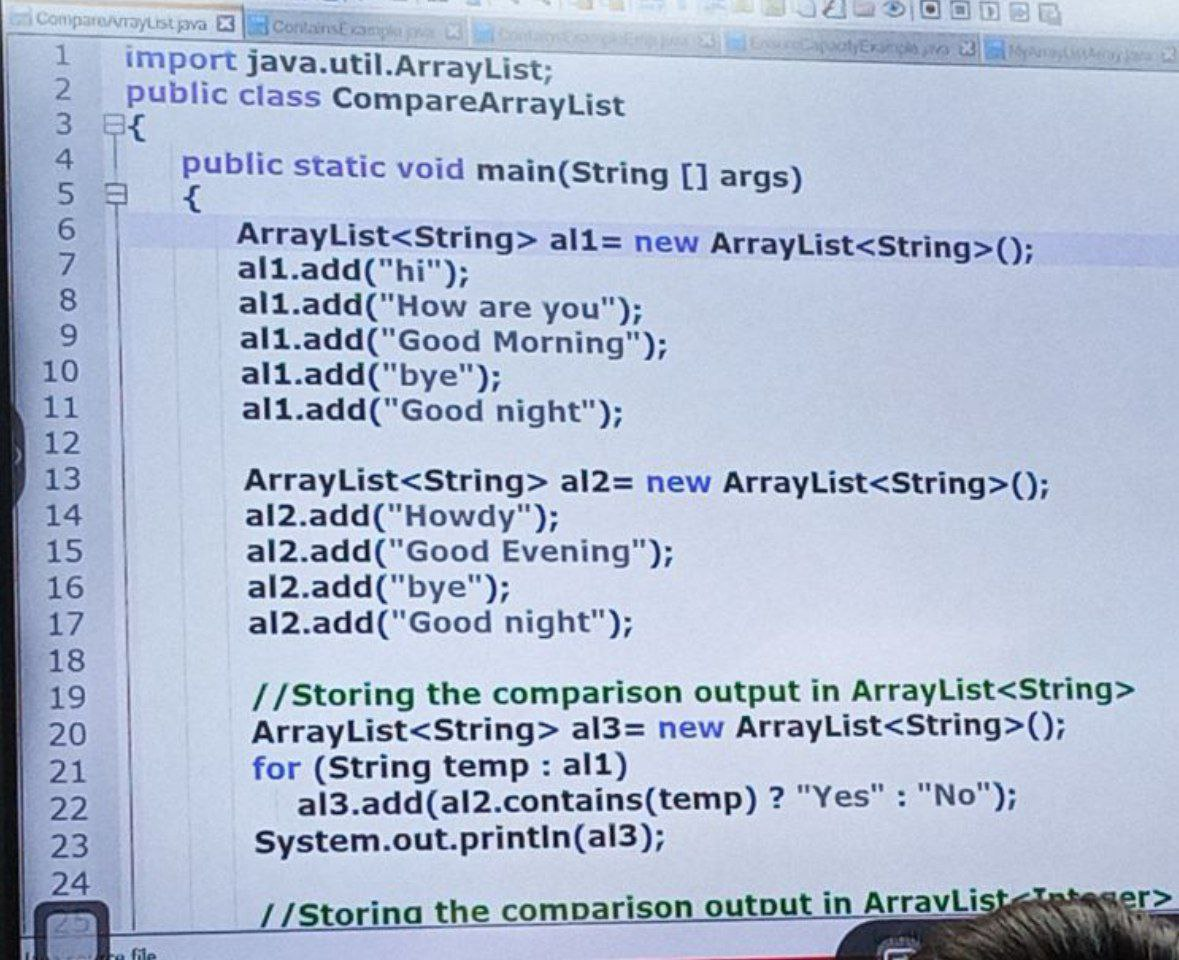 CompareArrayList.java ContainsExample.java ContainsExampleEmp.java EnsureCapacityExample.java MyArrayListArray.java
1 import java.util.ArrayList;
2 public class CompareArrayList
3 {
4 public static void main(String [] args)
5 {
6 ArrayList<String> al1= new ArrayList<String>();
7 al1.add("hi");
8 al1.add("How are you");
9 al1.add("Good Morning");
10 al1.add("bye");
11 al1.add("Good night");
12
13 ArrayList<String> al2= new ArrayList<String>();
14 al2.add("Howdy");
15 al2.add("Good Evening");
16 al2.add("bye");
17 al2.add("Good night");
18
19 //Storing the comparison output in ArrayList<String>
20 ArrayList<String> al3= new ArrayList<String>();
21 for (String temp : al1)
22 al3.add(al2.contains(temp) ? "Yes" : "No");
23 System.out.println(al3);
24
25 //Storing the comparison output in ArrayList<Integer>
file